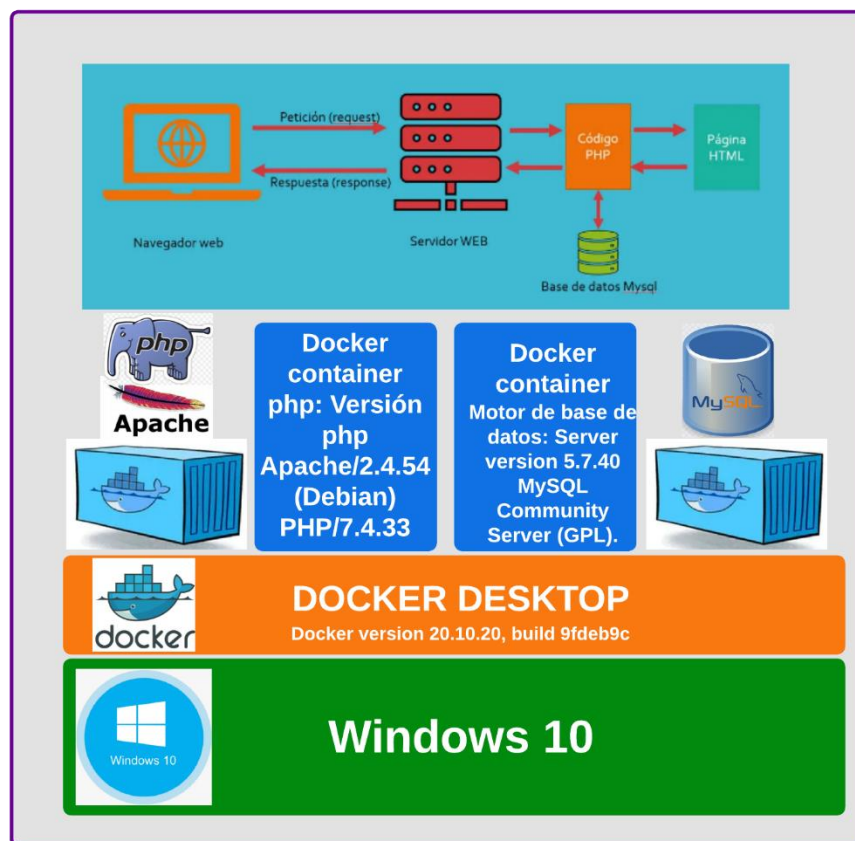 Petición (request)
Respuesta (response)
Navegador web
Servidor WEB
Código
PHP
Página
HTML
Base de datos Mysql
php
Apache
Docker
container
php: Versión
php
Apache/2.4.54
(Debian)
PHP/7.4.33
Docker
container
Motor de base de
datos: Server
version 5.7.40
MySQL
Community
Server (GPL).
MySQL
docker
DOCKER DESKTOP
Docker version 20.10.20, build 9fdeb9c
Windows 10
Windows 10